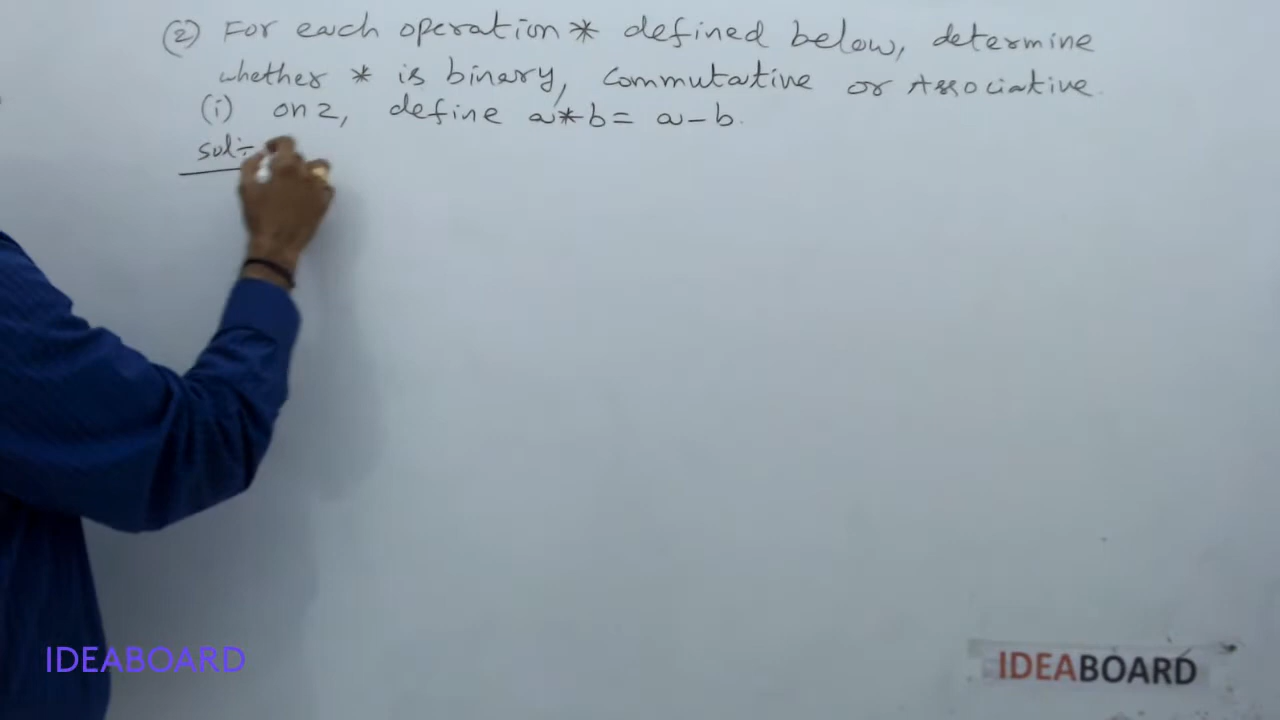 (2) For each operation * defined below, determine
whether * is binary, Commutative or Associative.
(i) on z, define a*b = a-b.
sol:-
IDEABOARD
IDEABOARD